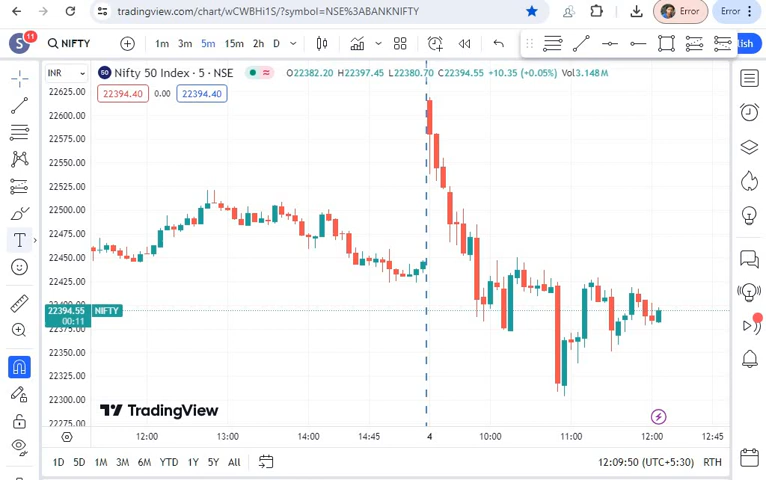 tradingview.com/chart/wCWBHi1S/?symbol=NSE%3ABANKNIFTY
Error
Error
S
11
NIFTY
1m 3m 5m 15m 2h D
lish
INR
50 Nifty 50 Index · 5 · NSE
O22382.20 H22397.45 L22380.70 C22394.55 +10.35 (+0.05%) Vol3.148M
22394.40 0.00 22394.40
22625.00
22600.00
22575.00
22550.00
22525.00
22500.00
22475.00
22450.00
22425.00
22400.00
22394.55 NIFTY
00:11
22375.00
22350.00
22325.00
22300.00
22275.00
TradingView
12:00 13:00 14:00 14:45 4 10:00 11:00 12:00 12:45
1D 5D 1M 3M 6M YTD 1Y 5Y All
12:09:50 (UTC+5:30) RTH